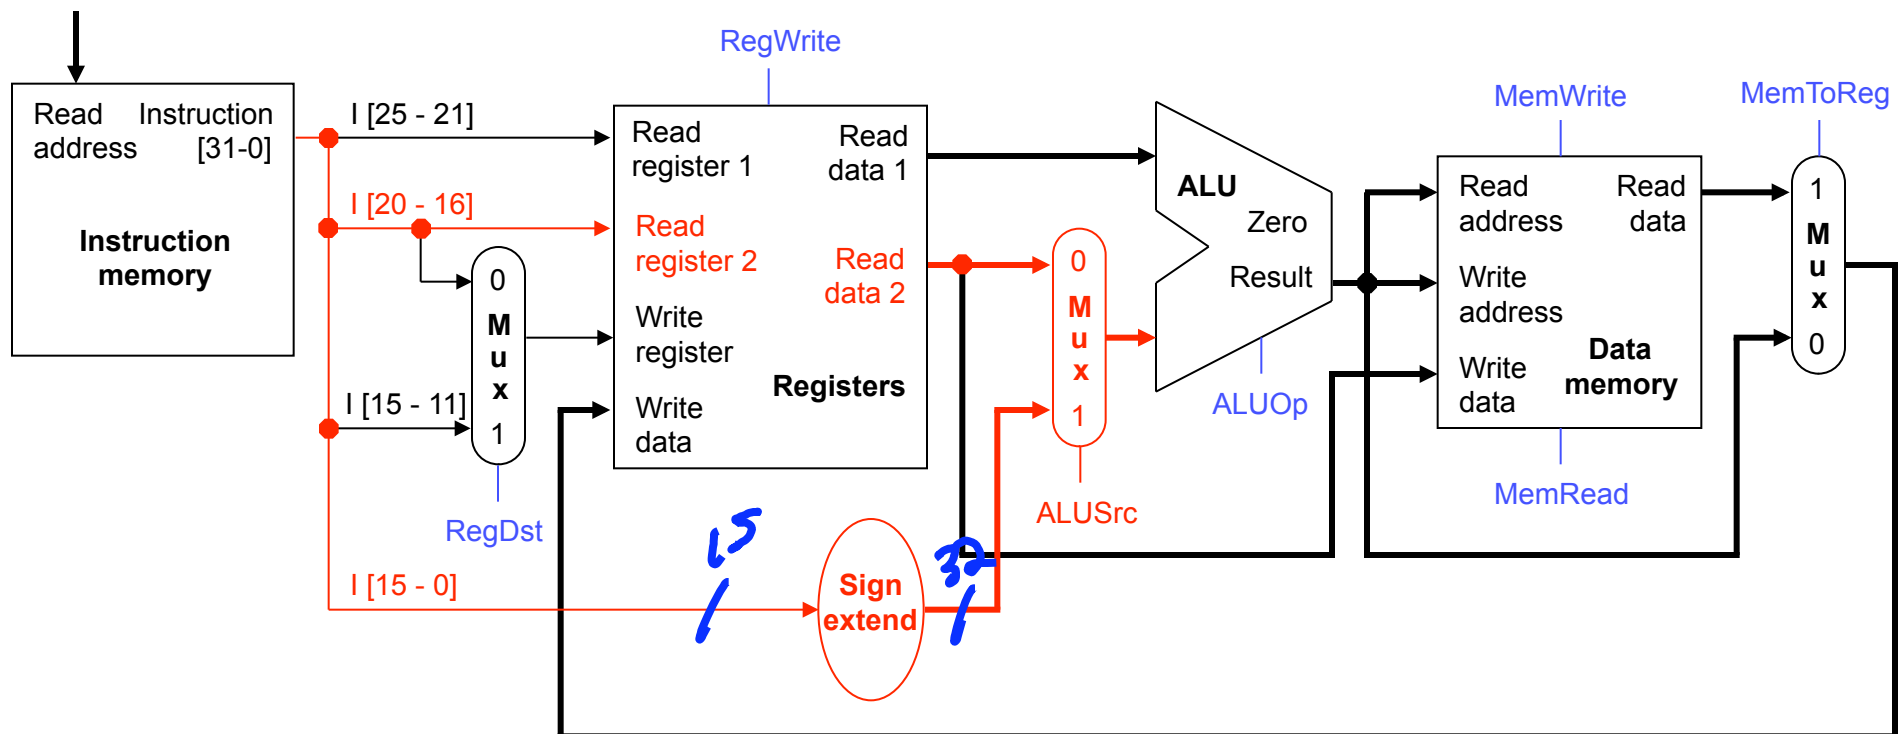 RegWrite
MemWrite
MemToReg
Read address
Instruction [31-0]
Instruction memory
I [25 - 21]
I [20 - 16]
I [15 - 11]
I [15 - 0]
0
Mux
1
RegDst
Read register 1
Read data 1
Read register 2
Read data 2
Write register
Write data
Registers
15
Sign extend
32
0
Mux
1
ALUSrc
ALU
Zero
Result
ALUOp
Read address
Read data
Write address
Write data
Data memory
MemRead
1
Mux
0